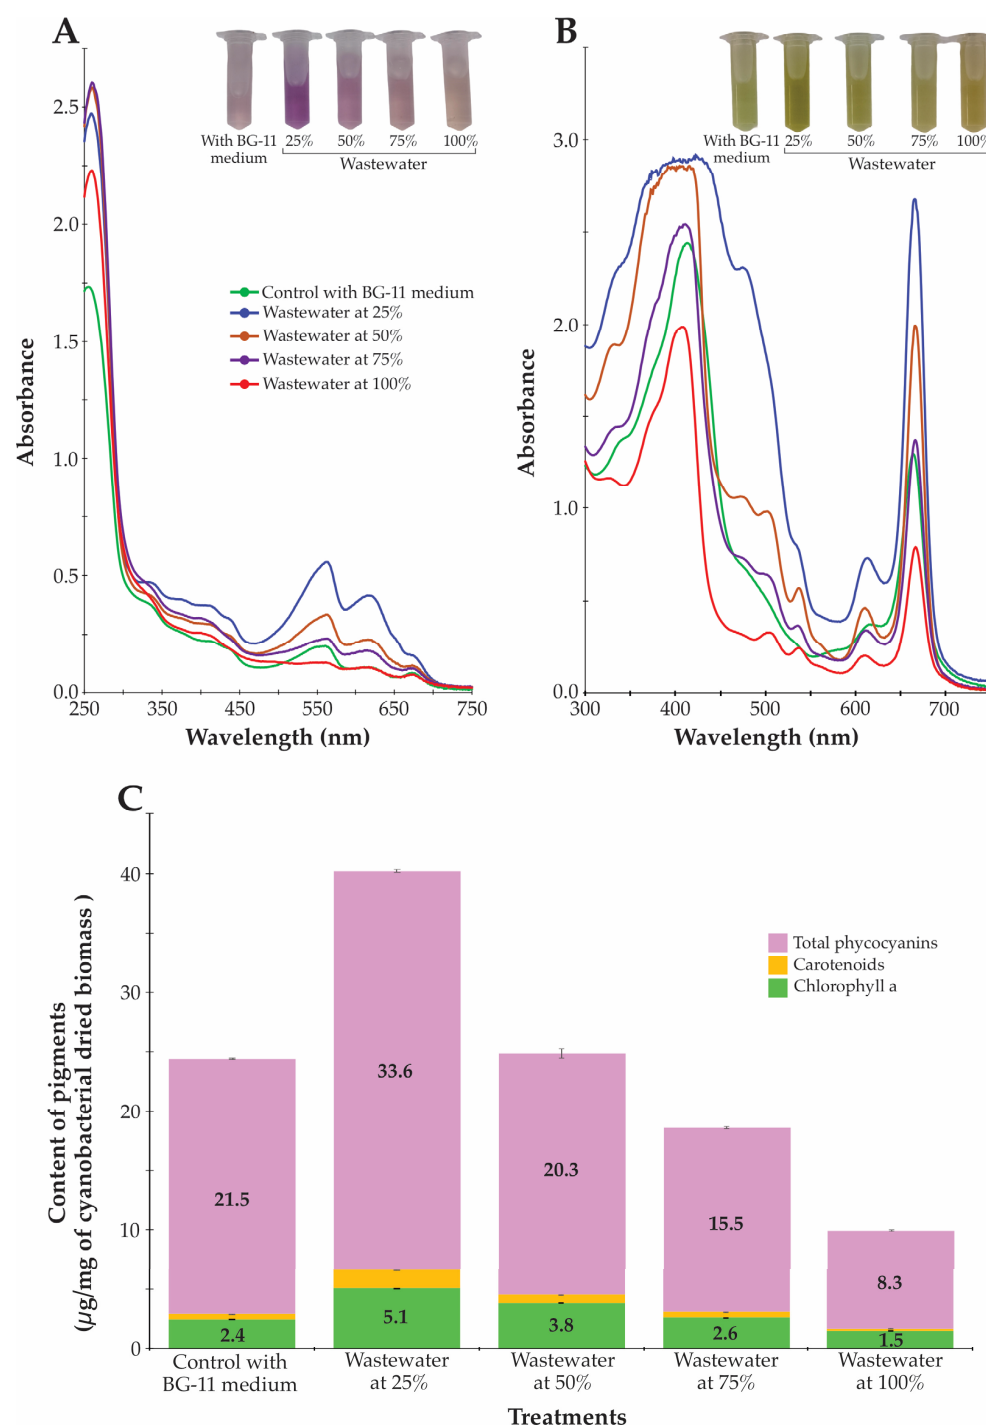 A
With BG-11
medium
25%
50%
75%
100%
Wastewater
2.5
2.0
1.5
1.0
0.5
0.0
Absorbance
250
350
450
550
650
750
Wavelength (nm)
Control with BG-11 medium
Wastewater at 25%
Wastewater at 50%
Wastewater at 75%
Wastewater at 100%
B
With BG-11
medium
25%
50%
75%
100%
Wastewater
3.0
2.0
1.0
0.0
Absorbance
300
400
500
600
700
Wavelength (nm)
C
40
30
20
10
0
Content of pigments
(µg/mg of cyanobacterial dried biomass )
Total phycocyanins
Carotenoids
Chlorophyll a
21.5
2.4
33.6
5.1
20.3
3.8
15.5
2.6
8.3
1.5
Control with
BG-11 medium
Wastewater
at 25%
Wastewater
at 50%
Wastewater
at 75%
Wastewater
at 100%
Treatments